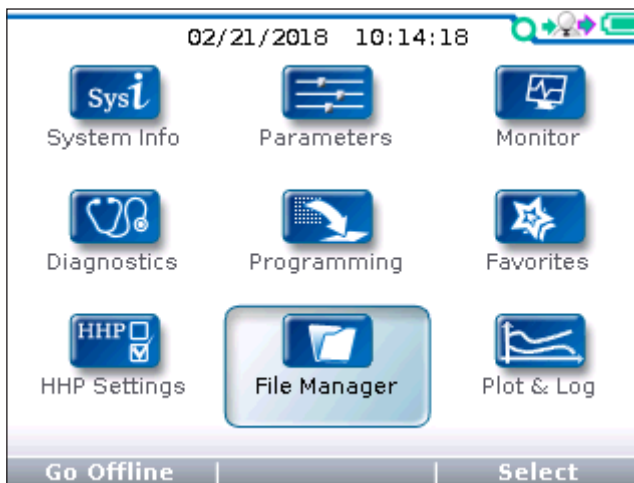 02/21/2018 10:14:18
Sysi
System Info Parameters Monitor
Diagnostics Programming Favorites
HHP
HHP Settings File Manager Plot & Log
Go Offline | | Select